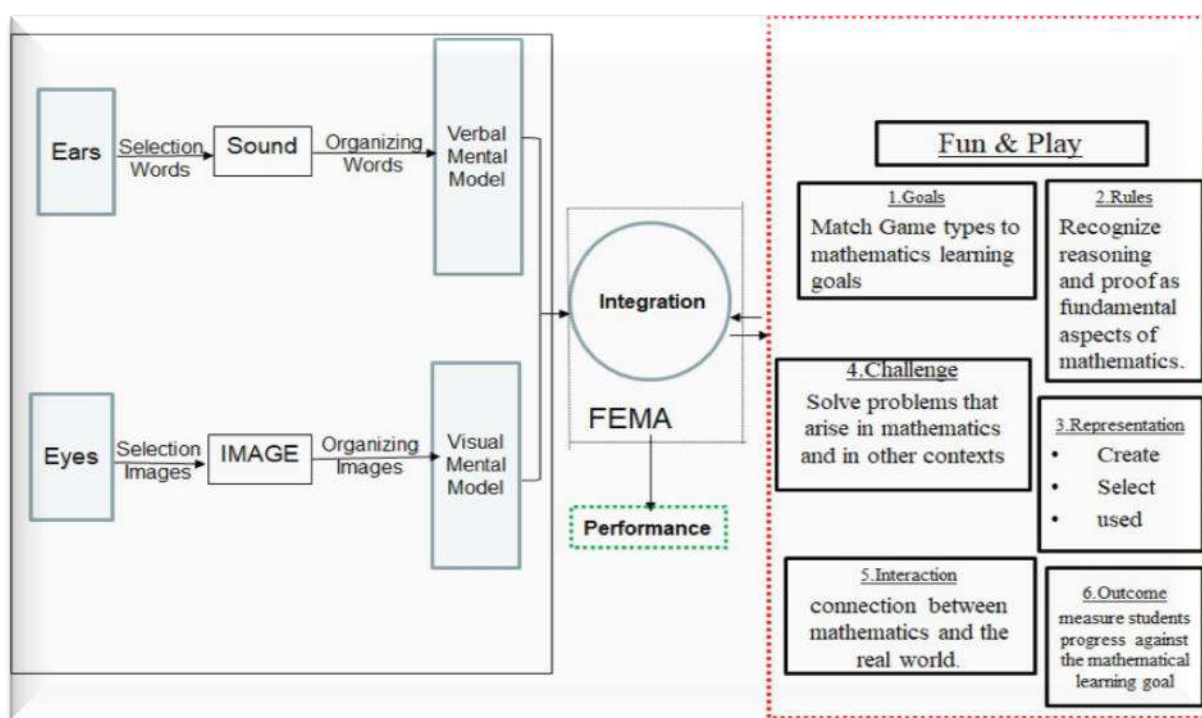 Ears
Selection
Words
Sound
Organizing
Words
Verbal
Mental
Model
Eyes
Selection
Images
IMAGE
Organizing
Images
Visual
Mental
Model
Integration
FEMA
Performance
Fun & Play
1.Goals
Match Game types to
mathematics learning
goals
2.Rules
Recognize
reasoning
and proof as
fundamental
aspects of
mathematics.
4.Challenge
Solve problems that
arise in mathematics
and in other contexts
3.Representation
• Create
• Select
• used
5.Interaction
connection between
mathematics and the
real world.
6.Outcome
measure students
progress against
the mathematical
learning goal